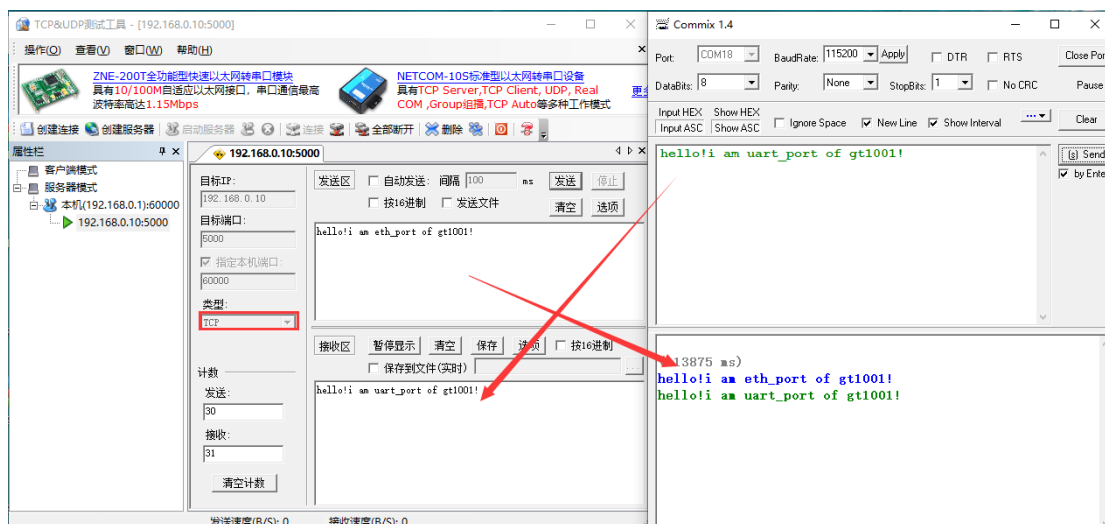 TCP&UDP测试工具 - [192.168.0.10:5000]
操作(O) 查看(V) 窗口(W) 帮助(H)
ZNE-200T全功能型快速以太网转串口模块
具有10/100M自适应以太网接口，串口通信最高
波特率高达1.15Mbps
NETCOM-10S标准型以太网转串口设备
具有TCP Server,TCP Client, UDP, Real
COM ,Group组播,TCP Auto等多种工作模式
创建连接 创建服务器 启动服务器 连接 全部断开 删除
属性栏
客户端模式
服务器模式
本机(192.168.0.1):60000
192.168.0.10:5000
192.168.0.10:5000
目标IP:
192.168.0.10
目标端口:
5000
指定本机端口:
60000
类型:
TCP
计数
发送:
30
接收:
31
清空计数
发送区 自动发送: 间隔 100 ms 发送 停止
按16进制 发送文件 清空 选项
hello!i am eth_port of gt1001!
接收区 暂停显示 清空 保存 选项 按16进制
保存到文件(实时) ...
hello!i am uart_port of gt1001!
发送速度(B/S): 0 接收速度(B/S): 0
Commix 1.4
Port: COM18 BaudRate: 115200 Apply DTR RTS Close Por
DataBits: 8 Parity: None StopBits: 1 No CRC Pause
Input HEX Show HEX
Input ASC Show ASC Ignore Space New Line Show Interval ... Clear
hello!i am uart_port of gt1001!
(s) Send
by Ente
13875 ms)
hello!i am eth_port of gt1001!
hello!i am uart_port of gt1001!